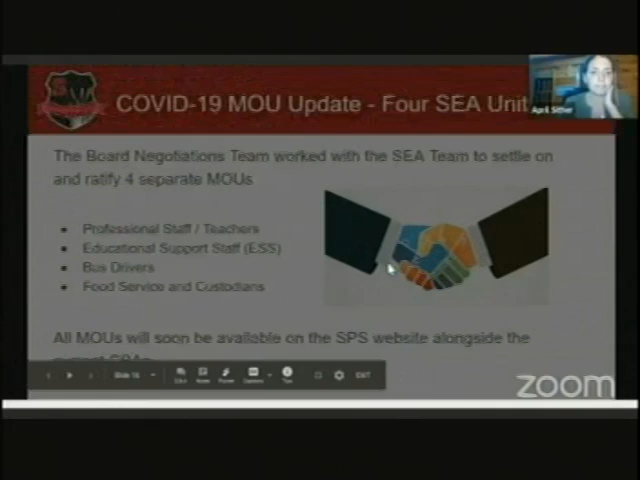 COVID-19 MOU Update - Four SEA Unit
The Board Negotiations Team worked with the SEA Team to settle on
and ratify 4 separate MOUs
• Professional Staff / Teachers
• Educational Support Staff (ESS)
• Bus Drivers
• Food Service and Custodians
All MOUs will soon be available on the SPS website alongside the
Slide
EXIT
zoom